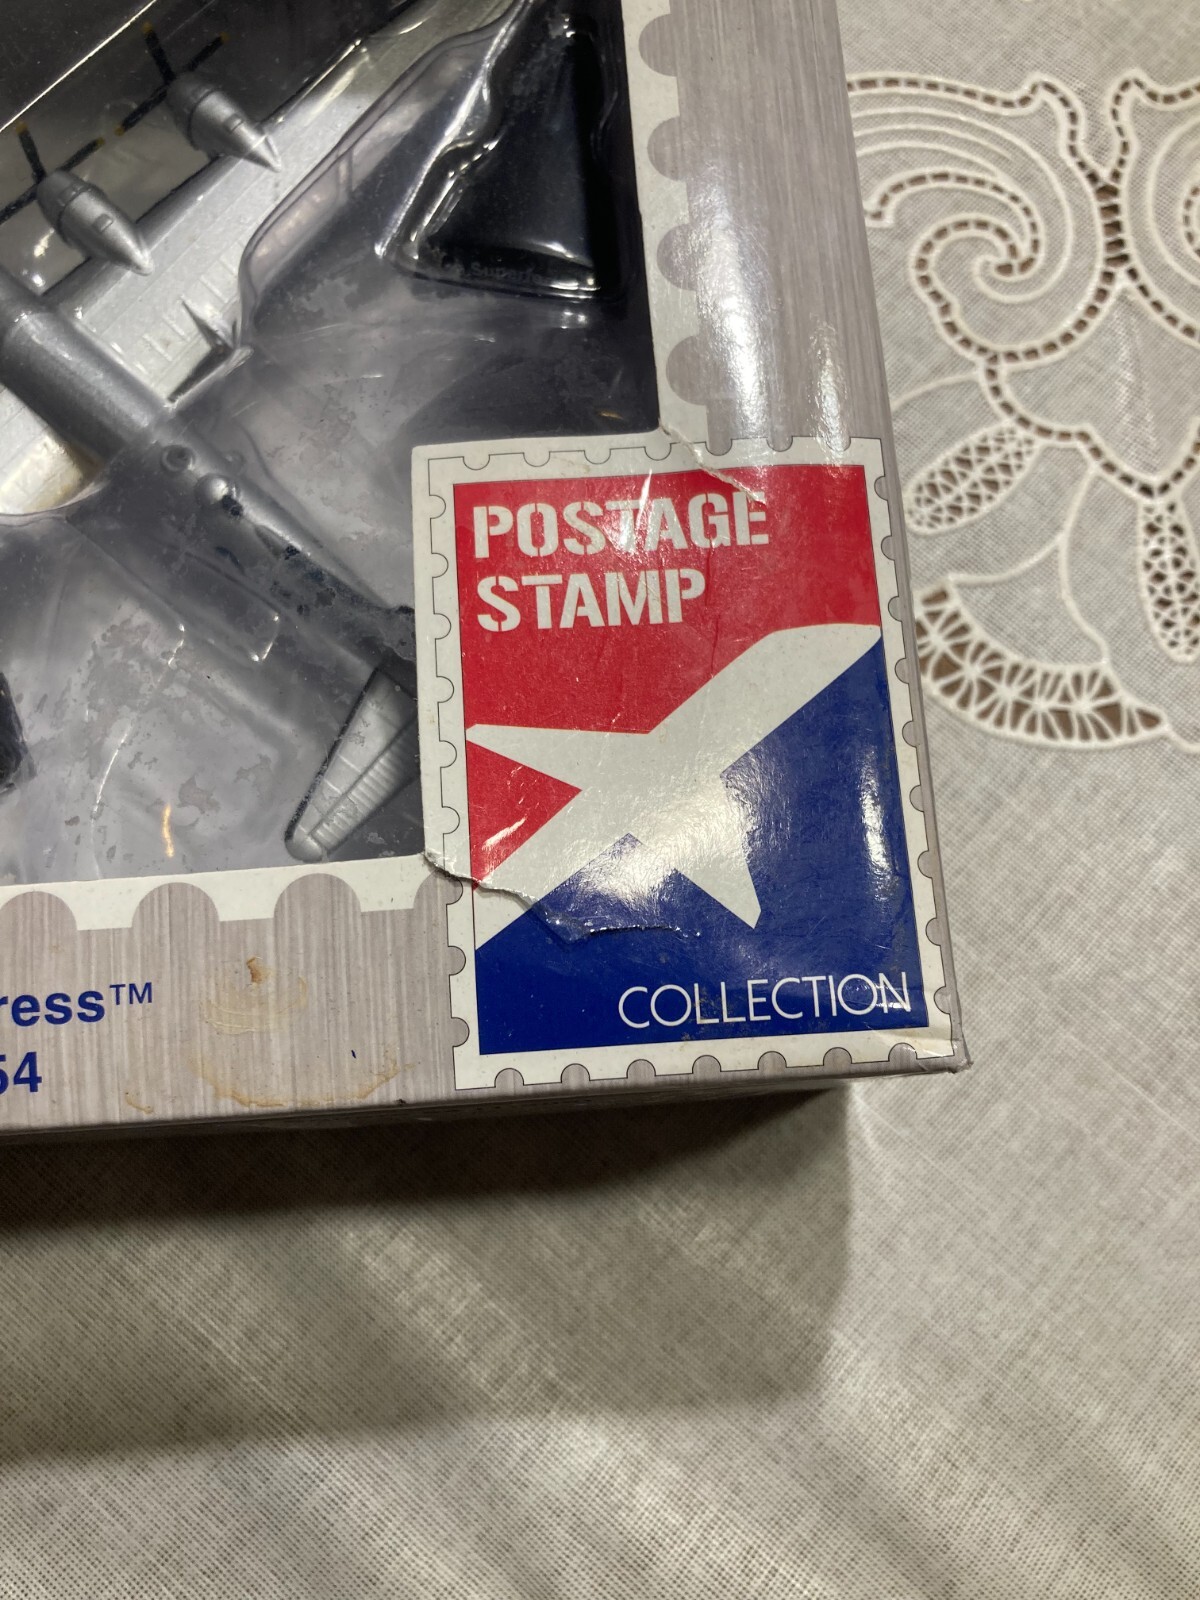 POSTAGE
STAMP
COLLECTION
ress™
54